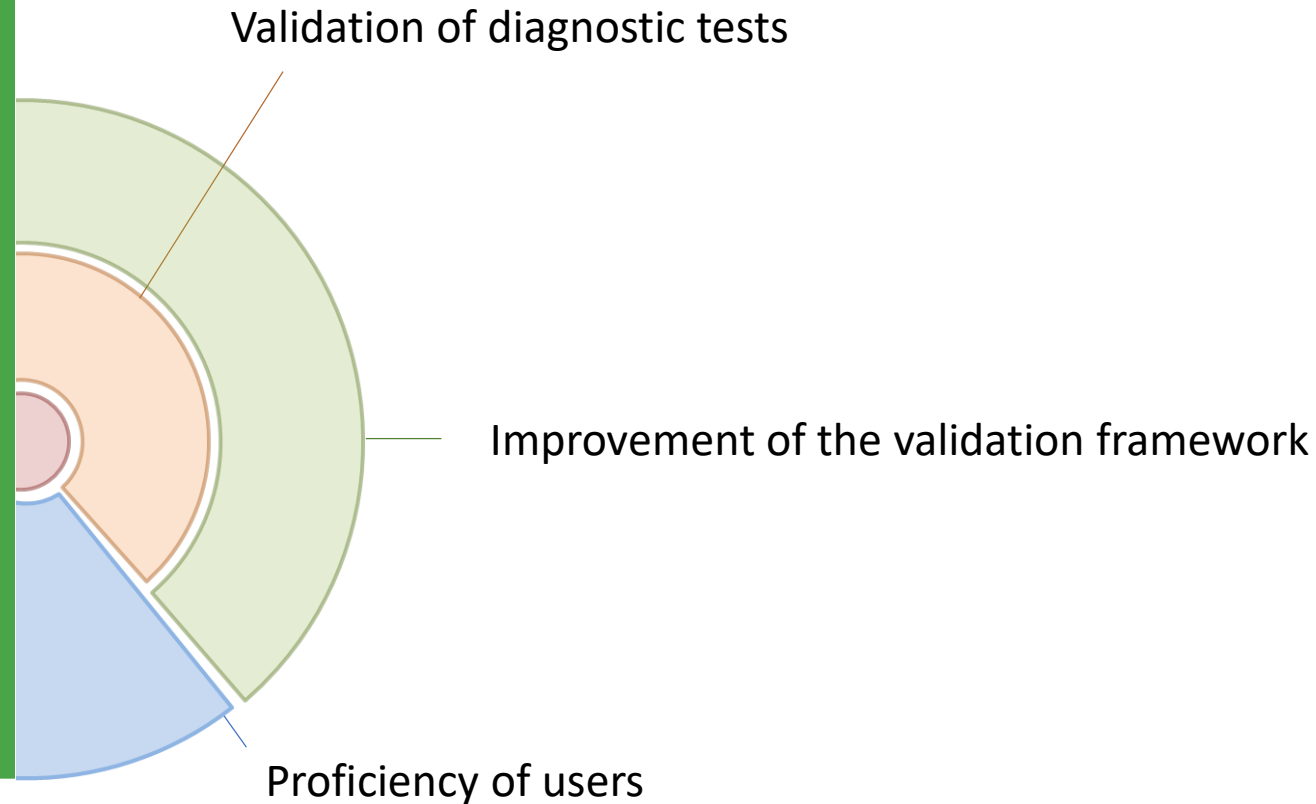 Validation of diagnostic tests
Improvement of the validation framework
Proficiency of users